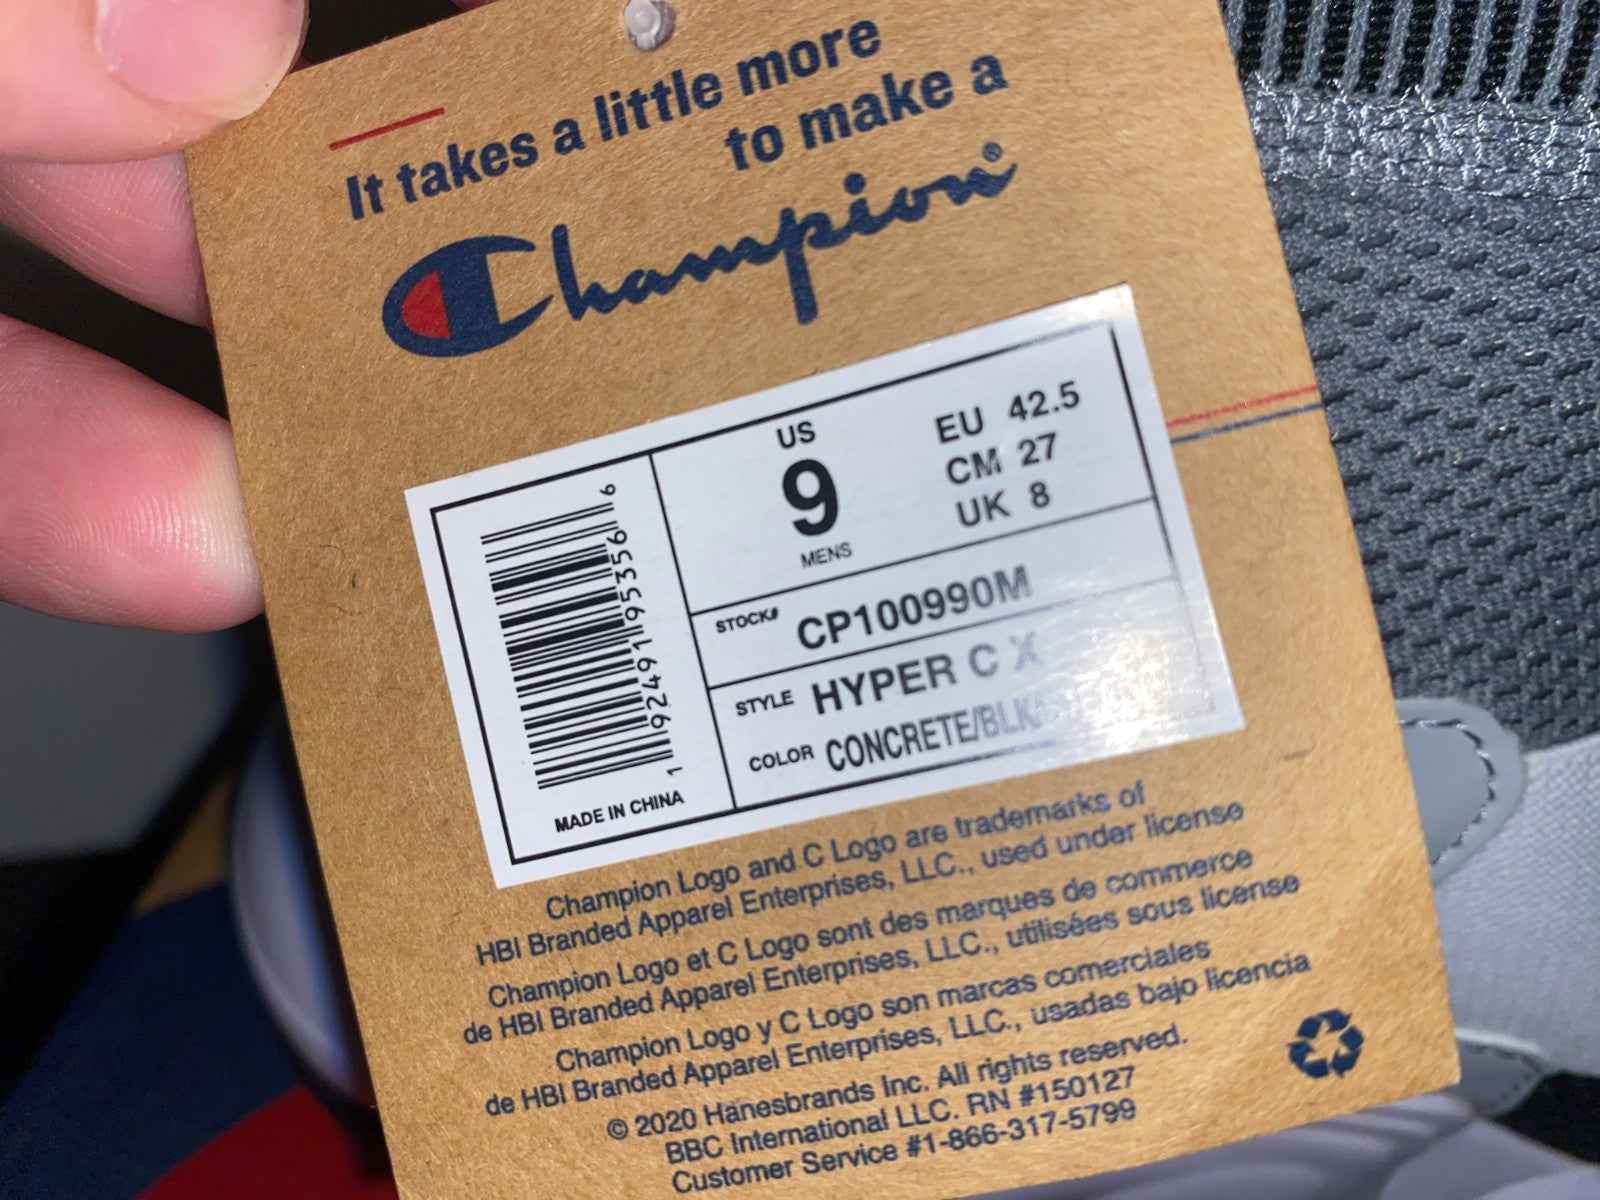 It takes a little more
to make a
Champion®
US
9
MENS
EU 42.5
CM 27
UK 8
1 92491 95356 6
MADE IN CHINA
STOCK# CP100990M
STYLE HYPER C X
COLOR CONCRETE/BLK
Champion Logo and C Logo are trademarks of
HBI Branded Apparel Enterprises, LLC., used under license
Champion Logo et C Logo sont des marques de commerce
de HBI Branded Apparel Enterprises, LLC., utilisées sous license
Champion Logo y C Logo son marcas comerciales
de HBI Branded Apparel Enterprises, LLC., usadas bajo licencia
© 2020 Hanesbrands Inc. All rights reserved.
BBC International LLC. RN #150127
Customer Service #1-866-317-5799